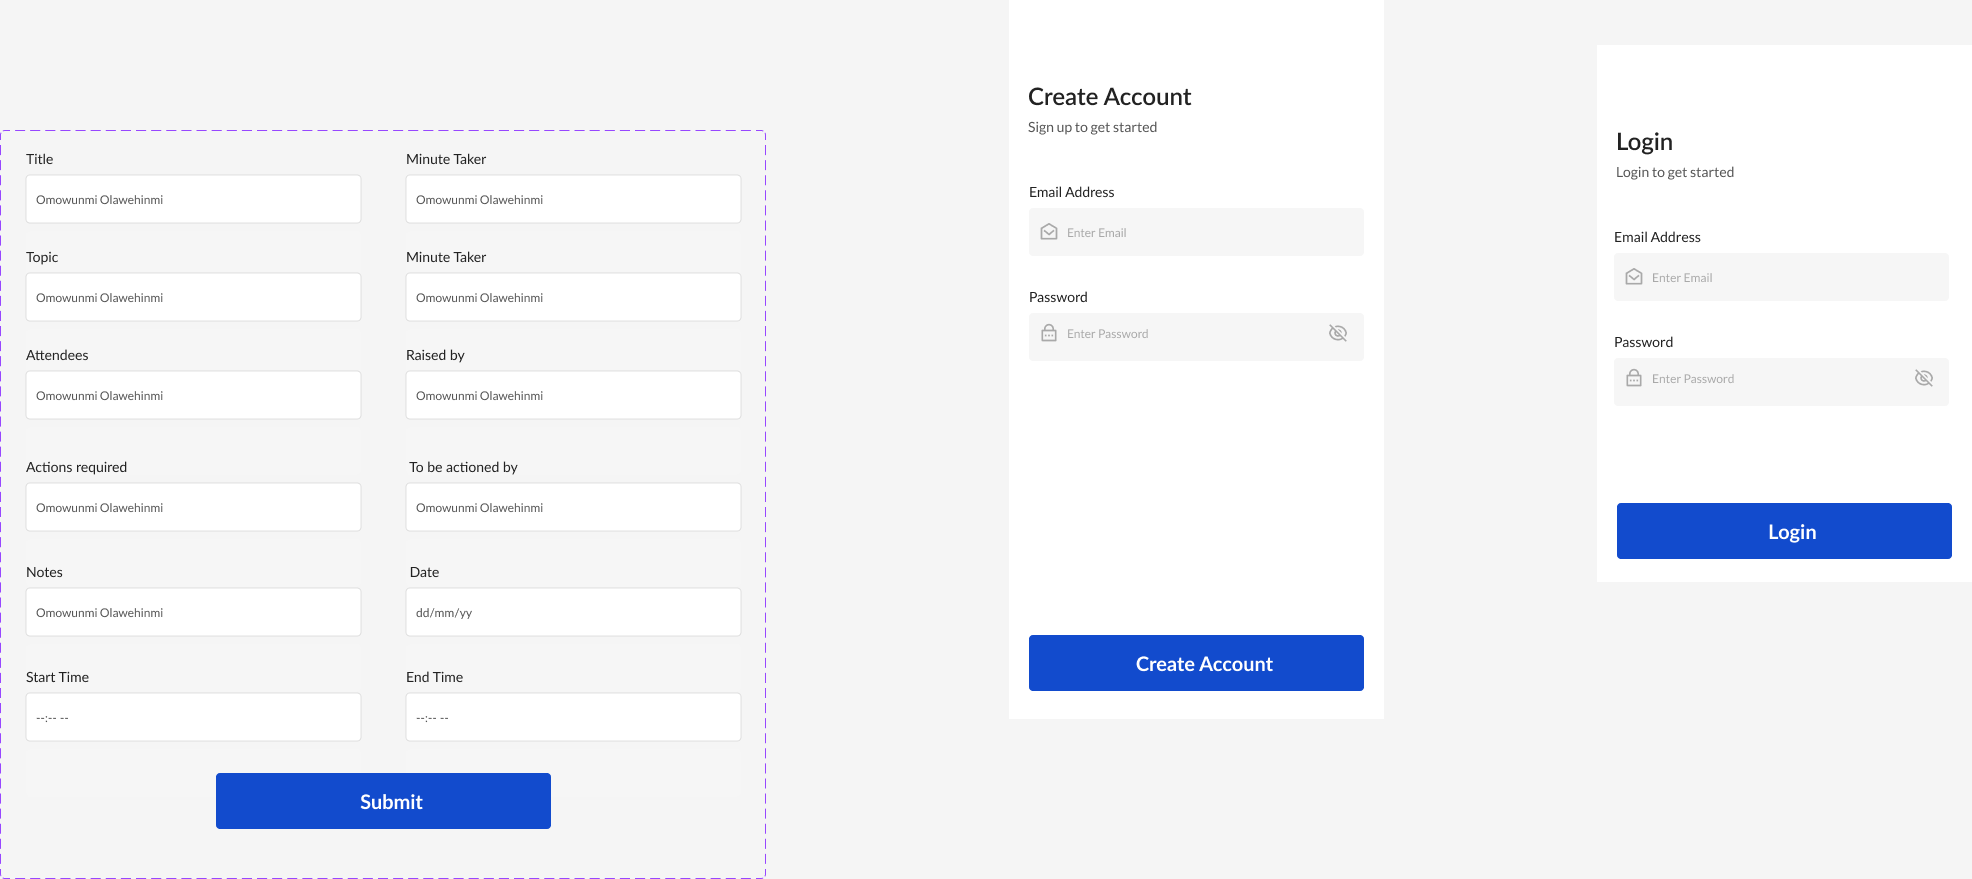 Title
Omowunmi Olawehinmi
Minute Taker
Omowunmi Olawehinmi
Topic
Omowunmi Olawehinmi
Minute Taker
Omowunmi Olawehinmi
Attendees
Omowunmi Olawehinmi
Raised by
Omowunmi Olawehinmi
Actions required
Omowunmi Olawehinmi
To be actioned by
Omowunmi Olawehinmi
Notes
Omowunmi Olawehinmi
Date
dd/mm/yy
Start Time
--:-- --
End Time
--:-- --
Submit
Create Account
Sign up to get started
Email Address
Enter Email
Password
Enter Password
Create Account
Login
Login to get started
Email Address
Enter Email
Password
Enter Password
Login